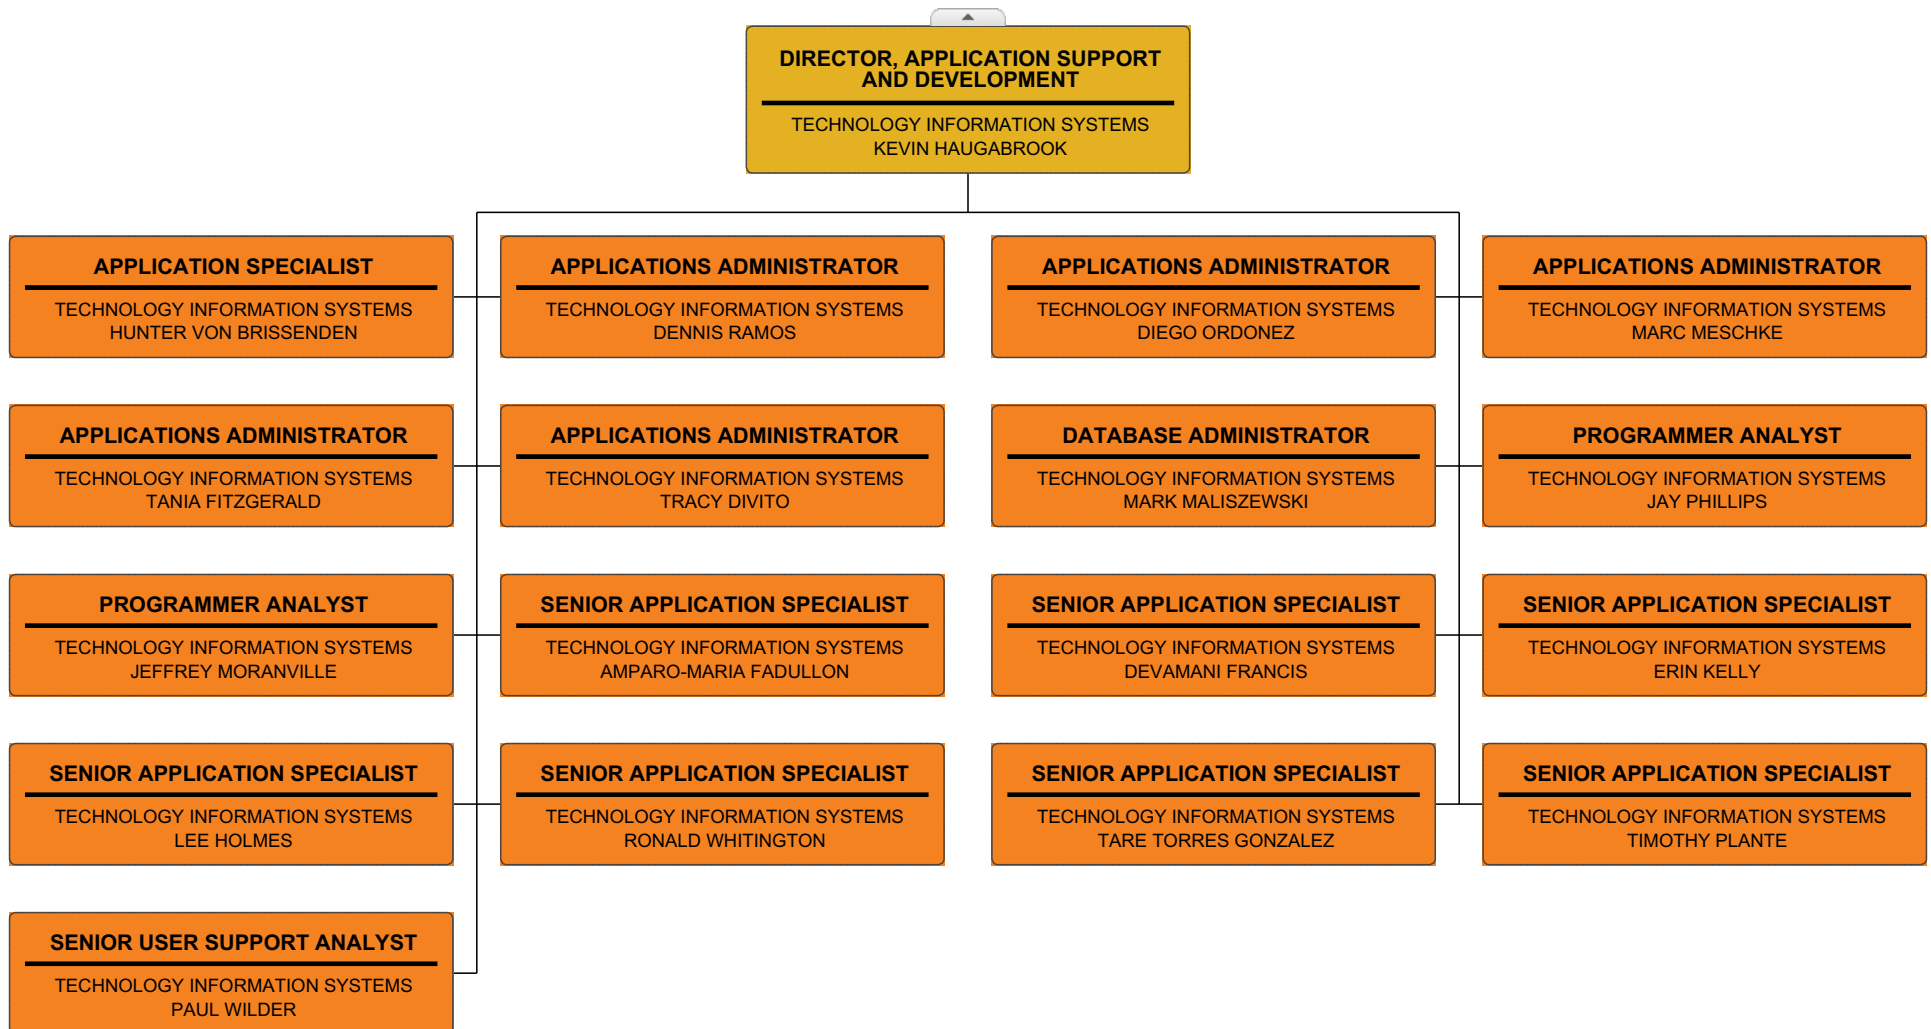 DIRECTOR, APPLICATION SUPPORT
AND DEVELOPMENT
TECHNOLOGY INFORMATION SYSTEMS
KEVIN HAUGABROOK
APPLICATION SPECIALIST
TECHNOLOGY INFORMATION SYSTEMS
HUNTER VON BRISSENDEN
APPLICATIONS ADMINISTRATOR
TECHNOLOGY INFORMATION SYSTEMS
DENNIS RAMOS
APPLICATIONS ADMINISTRATOR
TECHNOLOGY INFORMATION SYSTEMS
DIEGO ORDONEZ
APPLICATIONS ADMINISTRATOR
TECHNOLOGY INFORMATION SYSTEMS
MARC MESCHKE
APPLICATIONS ADMINISTRATOR
TECHNOLOGY INFORMATION SYSTEMS
TANIA FITZGERALD
APPLICATIONS ADMINISTRATOR
TECHNOLOGY INFORMATION SYSTEMS
TRACY DIVITO
DATABASE ADMINISTRATOR
TECHNOLOGY INFORMATION SYSTEMS
MARK MALISZEWSKI
PROGRAMMER ANALYST
TECHNOLOGY INFORMATION SYSTEMS
JAY PHILLIPS
PROGRAMMER ANALYST
TECHNOLOGY INFORMATION SYSTEMS
JEFFREY MORANVILLE
SENIOR APPLICATION SPECIALIST
TECHNOLOGY INFORMATION SYSTEMS
AMPARO-MARIA FADULLON
SENIOR APPLICATION SPECIALIST
TECHNOLOGY INFORMATION SYSTEMS
DEVAMANI FRANCIS
SENIOR APPLICATION SPECIALIST
TECHNOLOGY INFORMATION SYSTEMS
ERIN KELLY
SENIOR APPLICATION SPECIALIST
TECHNOLOGY INFORMATION SYSTEMS
LEE HOLMES
SENIOR APPLICATION SPECIALIST
TECHNOLOGY INFORMATION SYSTEMS
RONALD WHITINGTON
SENIOR APPLICATION SPECIALIST
TECHNOLOGY INFORMATION SYSTEMS
TARE TORRES GONZALEZ
SENIOR APPLICATION SPECIALIST
TECHNOLOGY INFORMATION SYSTEMS
TIMOTHY PLANTE
SENIOR USER SUPPORT ANALYST
TECHNOLOGY INFORMATION SYSTEMS
PAUL WILDER